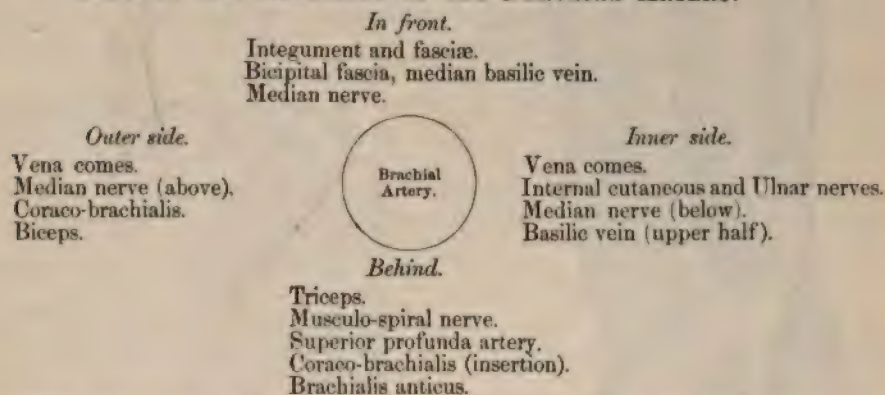 In front.
Integument and fasciæ.
Bicipital fascia, median basilic vein.
Median nerve.
Outer side.
Vena comes.
Median nerve (above).
Coraco-brachialis.
Biceps.
Brachial
Artery.
Inner side.
Vena comes.
Internal cutaneous and Ulnar nerves.
Median nerve (below).
Basilic vein (upper half).
Behind.
Triceps.
Musculo-spiral nerve.
Superior profunda artery.
Coraco-brachialis (insertion).
Brachialis anticus.